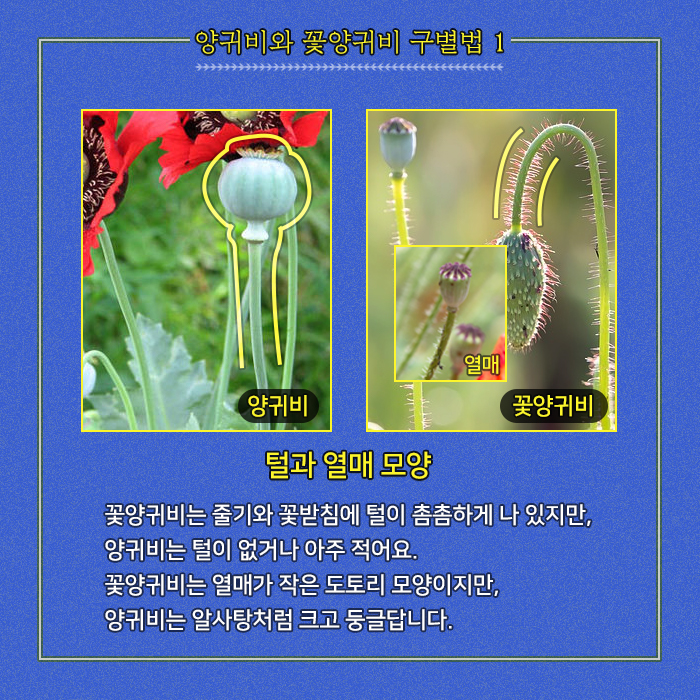 양귀비와 꽃양귀비 구별법 1
양귀비
열매
꽃양귀비
털과 열매 모양
꽃양귀비는 줄기와 꽃받침에 털이 촘촘하게 나 있지만,
양귀비는 털이 없거나 아주 적어요.
꽃양귀비는 열매가 작은 도토리 모양이지만,
양귀비는 알사탕처럼 크고 둥글답니다.